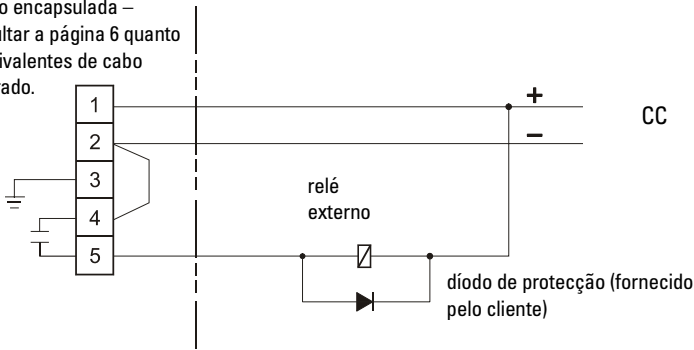 o encapsulada –
ltar a página 6 quanto
ivalentes de cabo
ado.
1
2
3
4
5
+
–
CC
relé
externo
díodo de protecção (fornecido
pelo cliente)